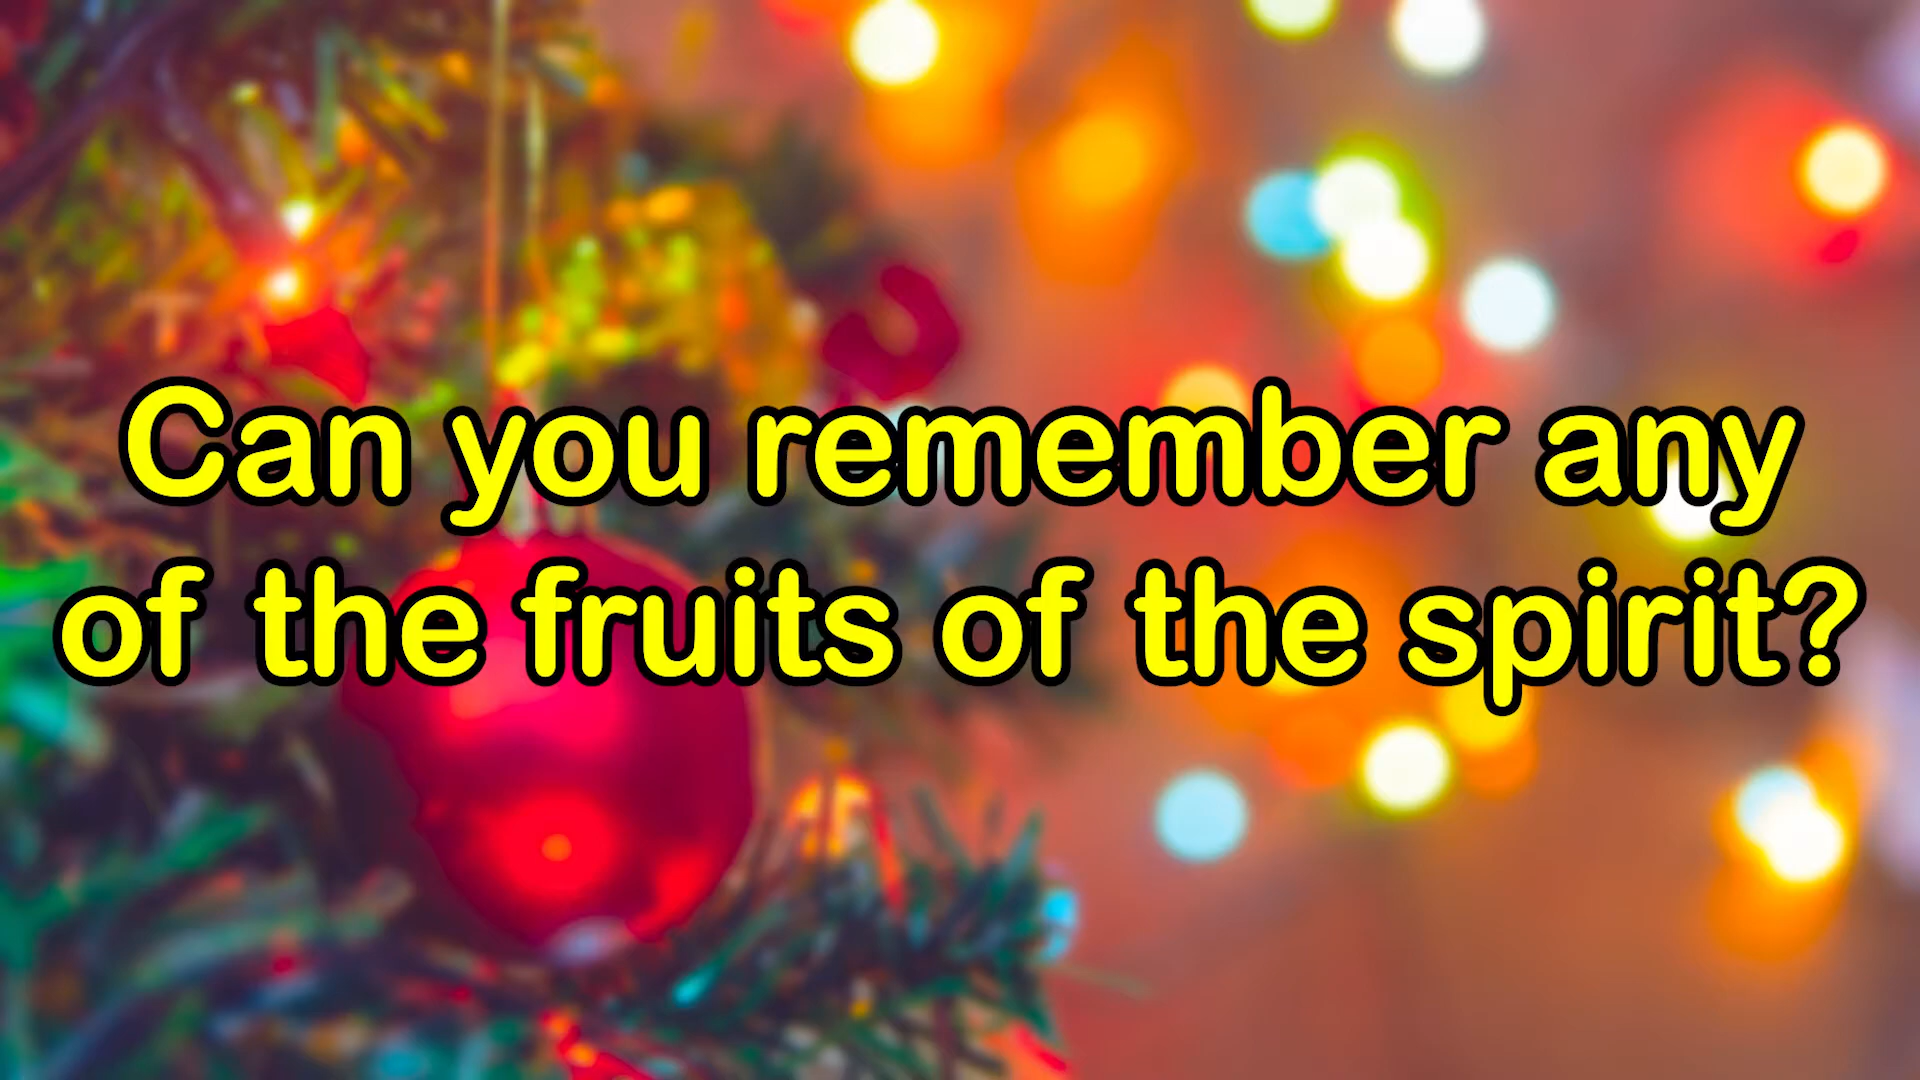 Can you remember any
of the fruits of the spirit?